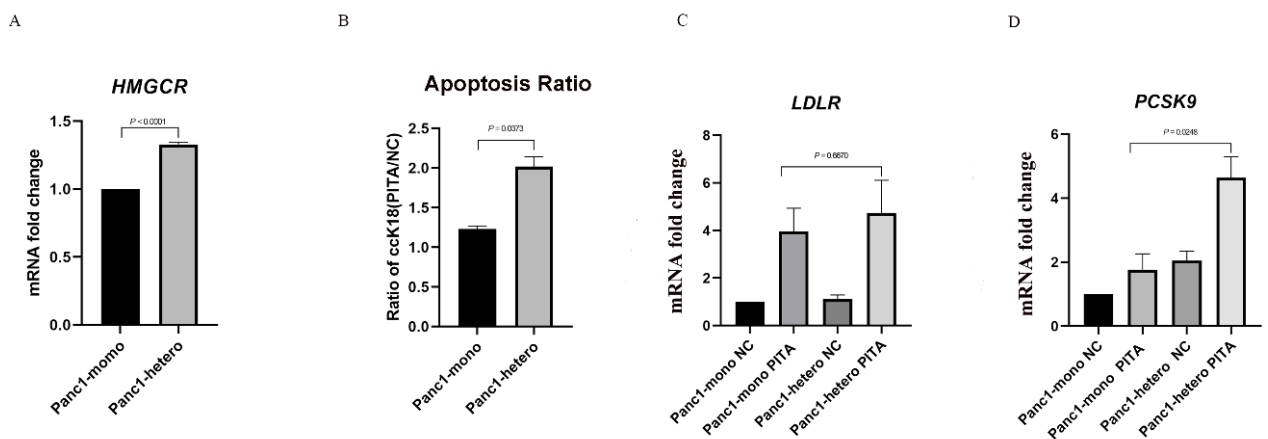 A
HMGCR
P < 0.0001
mRNA fold change
1.5
1.0
0.5
0.0
Panc1-momo
Panc1-hetero
B
Apoptosis Ratio
P = 0.0373
Ratio of ccK18(PITA/NC)
2.5
2.0
1.5
1.0
0.5
0.0
Panc1-mono
Panc1-hetero
C
LDLR
P = 0.6670
mRNA fold change
8
6
4
2
0
Panc1-mono NC
Panc1-mono PITA
Panc1-hetero NC
Panc1-hetero PITA
D
PCSK9
P = 0.0248
mRNA fold change
6
4
2
0
Panc1-mono NC
Panc1-mono PITA
Panc1-hetero NC
Panc1-hetero PITA